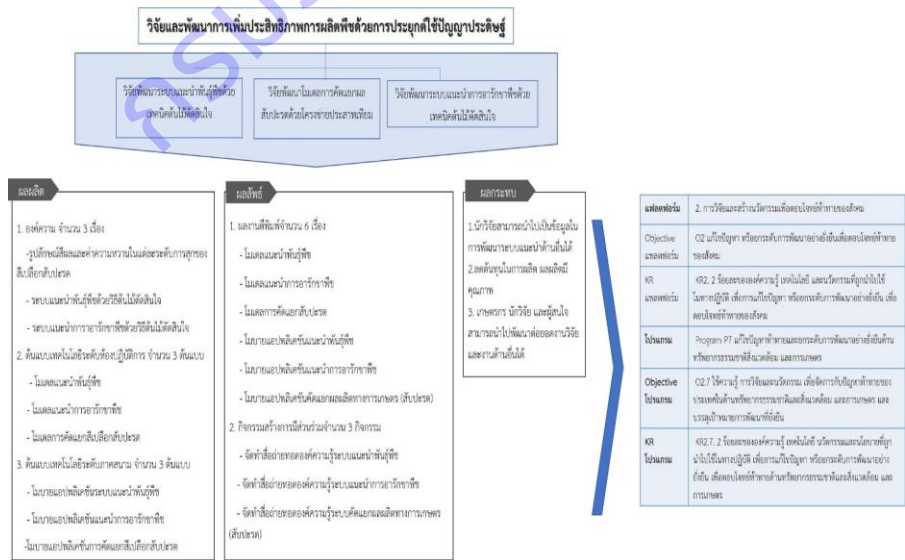 วิจัยและพัฒนาการเพิ่มประสิทธิภาพการผลิตพืชด้วยการประยุกต์ใช้ปัญญาประดิษฐ์
วิจัยพัฒนาระบบแนะนำพันธุ์พืชด้วย
เทคนิคต้นไม้ตัดสินใจ
วิจัยพัฒนาโมเดลการคัดแยกผล
สับปะรดด้วยโครงข่ายประสาทเทียม
วิจัยพัฒนาระบบแนะนำการอารักขาพืชด้วย
เทคนิคต้นไม้ตัดสินใจ
ผลผลิต
1. องค์ความ จำนวน 3 เรื่อง
-รูปลักษณ์สีผลและค่าความหวานในแต่ละระดับการสุกของ
สีเปลือกสับปะรด
- ระบบแนะนำพันธุ์พืชด้วยวิธีต้นไม้ตัดสินใจ
- ระบบแนะนำการอารักขาพืชด้วยวิธีต้นไม้ตัดสินใจ
2. ต้นแบบเทคโนโลยีระดับห้องปฏิบัติการ จำนวน 3 ต้นแบบ
- โมเดลแนะนำพันธุ์พืช
- โมเดลแนะนำการอารักขาพืช
- โมเดลการคัดแยกสีเปลือกสับปะรด
3. ต้นแบบเทคโนโลยีระดับภาคสนาม จำนวน 3 ต้นแบบ
- โมบายแอปพลิเคชันระบบแนะนำพันธุ์พืช
- โมบายแอปพลิเคชันแนะนำการอารักขาพืช
-โมบายแอปพลิเคชันการคัดแยกสีเปลือกสับปะรด
ผลลัพธ์
1. ผลงานตีพิมพ์จำนวน 6 เรื่อง
- โมเดลแนะนำพันธุ์พืช
- โมเดลแนะนำการอารักขาพืช
- โมเดลการคัดแยกสับปะรด
- โมบายแอปพลิเคชันแนะนำพันธุ์พืช
- โมบายแอปพลิเคชันแนะนำการอารักขาพืช
- โมบายแอปพลิเคชันคัดแยกผลผลิตทางการเกษตร (สับปะรด)
2. กิจกรรมสร้างการมีส่วนร่วมจำนวน 3 กิจกรรม
- จัดทำสื่อถ่ายทอดองค์ความรู้ระบบแนะนำพันธุ์พืช
- จัดทำสื่อถ่ายทอดองค์ความรู้ระบบแนะนำการอารักขาพืช
- จัดทำสื่อถ่ายทอดองค์ความรู้ระบบคัดแยกผลผลิตทางการเกษตร
(สับปะรด)
ผลกระทบ
1.นักวิจัยสามารถนำไปเป็นข้อมูลใน
การพัฒนาระบบแนะนำด้านอื่นได้
2.ลดต้นทุนในการผลิต ผลผลิตมี
คุณภาพ
3. เกษตรกร นักวิจัย และผู้สนใจ
สามารถนำไปพัฒนาต่อยอดงานวิจัย
และงานด้านอื่นได้
แพลตฟอร์ม 2. การวิจัยและสร้างนวัตกรรมเพื่อตอบโจทย์ท้าทายของสังคม
Objective แพลตฟอร์ม O2 แก้ไขปัญหา หรือยกระดับการพัฒนาอย่างยั่งยืนเพื่อตอบโจทย์ท้าทาย
ของสังคม
KR แพลตฟอร์ม KR2. 2 ร้อยละขององค์ความรู้ เทคโนโลยี และนวัตกรรมที่ถูกนำไปใช้
ในทางปฏิบัติ เพื่อการแก้ไขปัญหา หรือยกระดับการพัฒนาอย่างยั่งยืน เพื่อ
ตอบโจทย์ท้าทายของสังคม
โปรแกรม Program P7 แก้ไขปัญหาท้าทายและยกระดับการพัฒนาอย่างยั่งยืนด้าน
ทรัพยากรธรรมชาติสิ่งแวดล้อม และการเกษตร
Objective โปรแกรม O2.7 ใช้ความรู้ การวิจัยและนวัตกรรม เพื่อจัดการกับปัญหาท้าทายของ
ประเทศในด้านทรัพยากรธรรมชาติและสิ่งแวดล้อม และการเกษตร และ
บรรลุเป้าหมายการพัฒนาที่ยั่งยืน
KR โปรแกรม KR2.7. 2 ร้อยละขององค์ความรู้ เทคโนโลยี นวัตกรรมและนโยบายที่ถูก
นำไปใช้ในทางปฏิบัติ เพื่อการแก้ไขปัญหา หรือยกระดับการพัฒนาอย่าง
ยั่งยืน เพื่อตอบโจทย์ท้าทายด้านทรัพยากรธรรมชาติและสิ่งแวดล้อม และ
การเกษตร